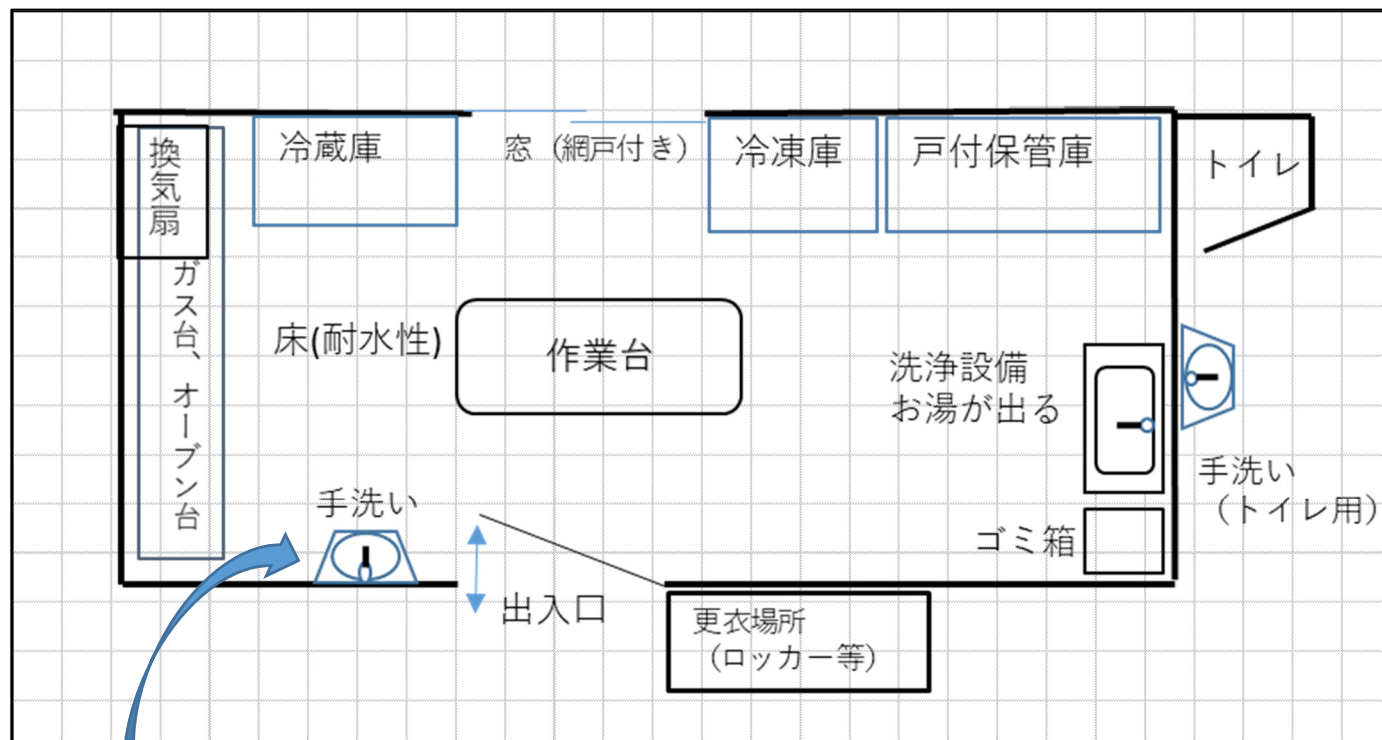 換気扇
冷蔵庫
窓（網戸付き）
冷凍庫
戸付保管庫
トイレ
ガス台、オーブン台
床(耐水性)
作業台
洗浄設備
お湯が出る
手洗い
（トイレ用）
手洗い
ゴミ箱
出入口
更衣場所
（ロッカー等）